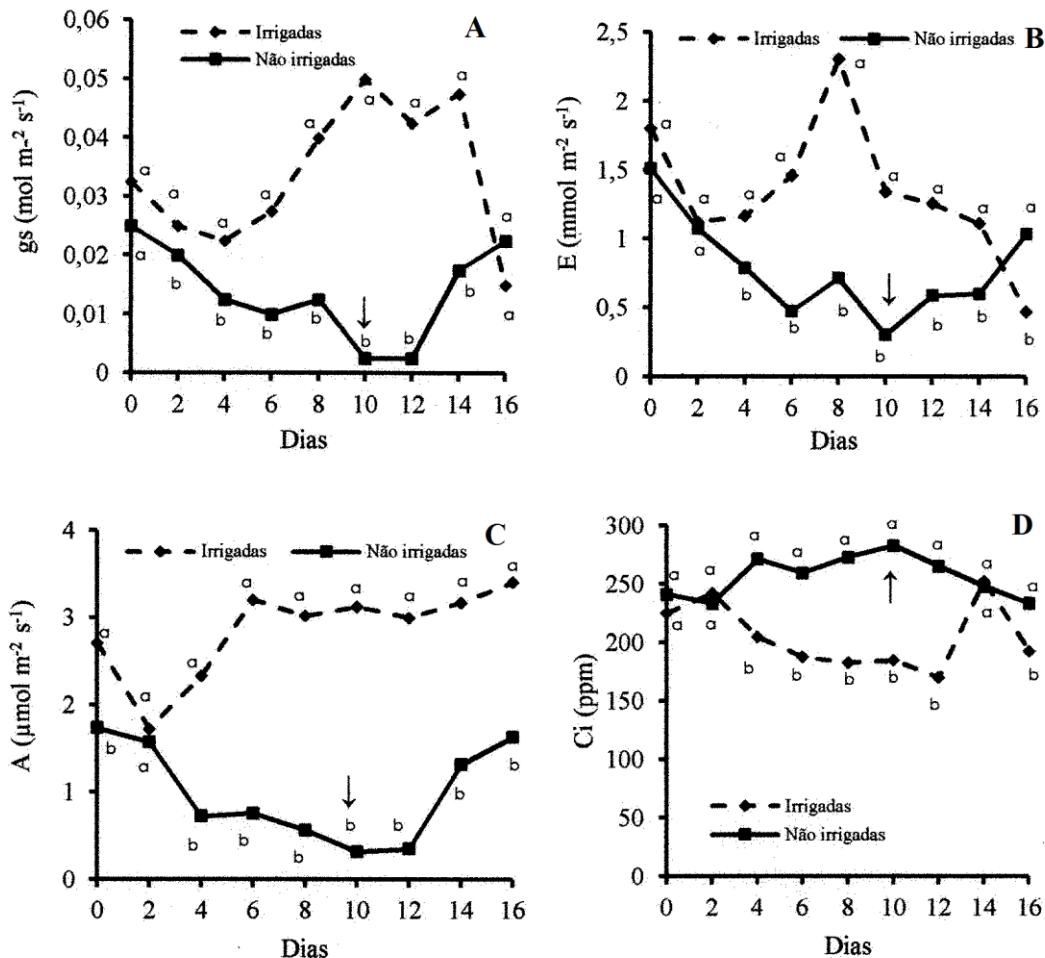 A
Irrigadas
Não irrigadas
gs (mol m-² s⁻¹)
0,06
0,05
0,04
0,03
0,02
0,01
0
a a a a a a a a a
a b b b b b b b a
0 2 4 6 8 10 12 14 16
Dias
B
Irrigadas Não irrigadas
E (mmol m⁻² s⁻¹)
2,5
2
1,5
1
0,5
0
a a a a a a a a a
a a b b b b b b b
0 2 4 6 8 10 12 14 16
Dias
C
Irrigadas Não irrigadas
A (µmol m⁻² s⁻¹)
4
3
2
1
0
a a a a a a a a a
b a b b b b b b b
0 2 4 6 8 10 12 14 16
Dias
D
Ci (ppm)
300
250
200
150
100
50
0
a a a a a a a a a
a a b b b b b a b
Irrigadas
Não irrigadas
0 2 4 6 8 10 12 14 16
Dias